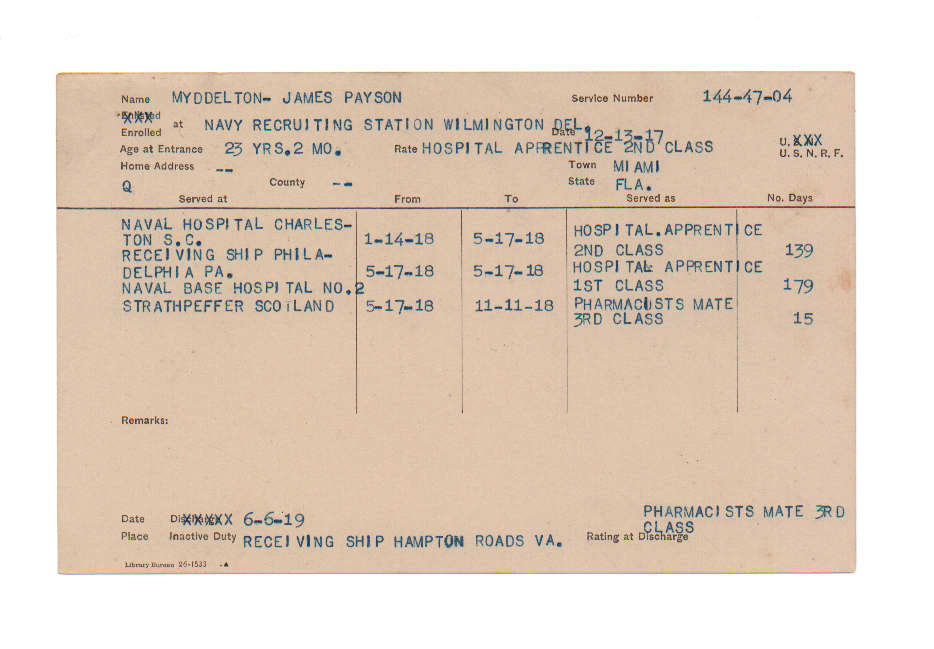 Name MYDDELTON- JAMES PAYSON Service Number 144-47-04
Enrolled at NAVY RECRUITING STATION WILMINGTON DEL. Date 12-13-17
Age at Entrance 23 YRS.2 MO. Rate HOSPITAL APPRENTICE 2ND CLASS U.S.N.R.F.
Home Address -- Town MIAMI
Q County -- State FLA.
Served at From To Served as No. Days
NAVAL HOSPITAL CHARLES-
TON S.C. 1-14-18 5-17-18 HOSPITAL.APPRENTICE
RECEIVING SHIP PHILA- 2ND CLASS 139
DELPHIA PA. 5-17-18 5-17-18 HOSPITAL APPRENTICE
NAVAL BASE HOSPITAL NO.2 1ST CLASS 179
STRATHPEFFER SCOTLAND 5-17-18 11-11-18 PHARMACISTS MATE
3RD CLASS 15
Remarks:
Date 6-6-19 PHARMACISTS MATE 3RD
CLASS
Place Inactive Duty RECEIVING SHIP HAMPTON ROADS VA. Rating at Discharge
Library Bureau 26-1533